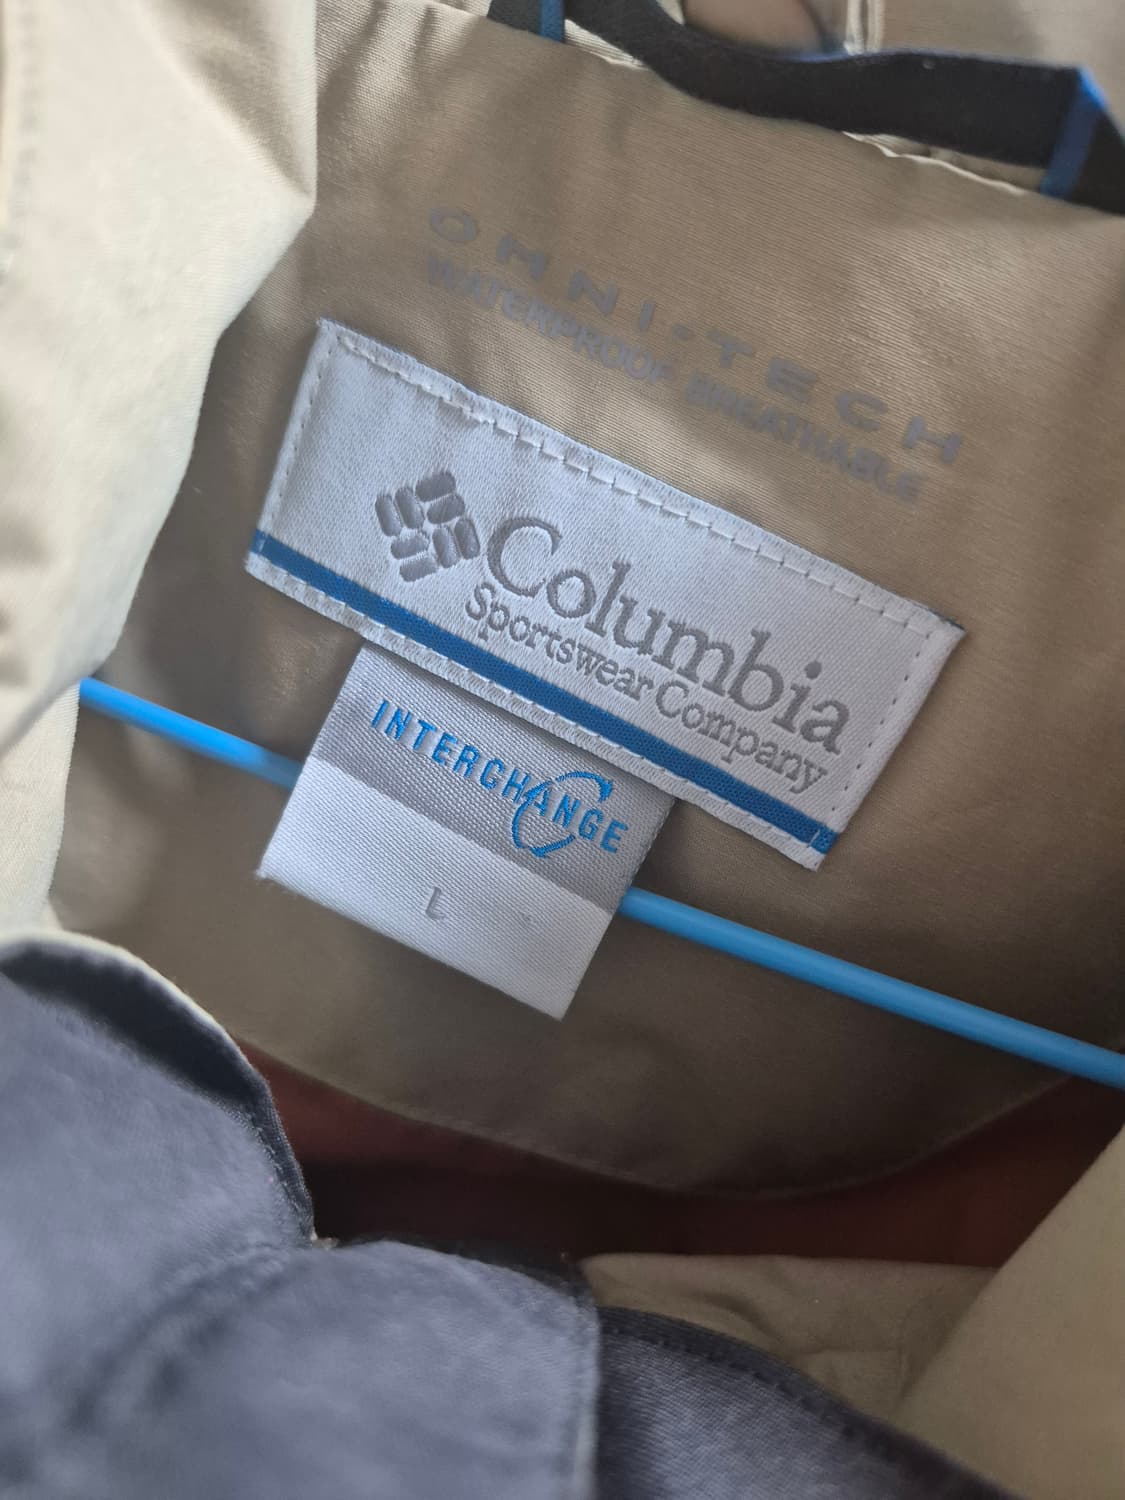 OMNI-TECH
WATERPROOF BREATHABLE
Columbia
Sportswear Company
INTERCHANGE
L